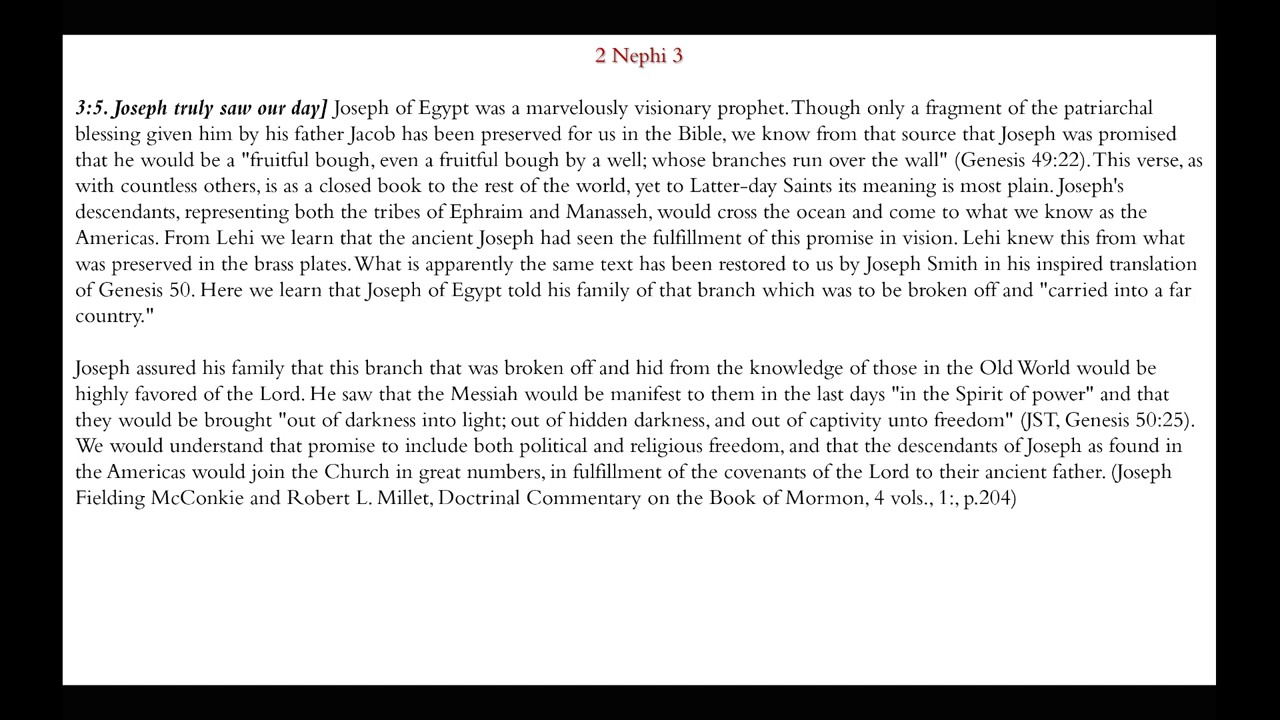 2 Nephi 3
3:5. Joseph truly saw our day] Joseph of Egypt was a marvelously visionary prophet. Though only a fragment of the patriarchal
blessing given him by his father Jacob has been preserved for us in the Bible, we know from that source that Joseph was promised
that he would be a "fruitful bough, even a fruitful bough by a well; whose branches run over the wall" (Genesis 49:22). This verse, as
with countless others, is as a closed book to the rest of the world, yet to Latter-day Saints its meaning is most plain. Joseph's
descendants, representing both the tribes of Ephraim and Manasseh, would cross the ocean and come to what we know as the
Americas. From Lehi we learn that the ancient Joseph had seen the fulfillment of this promise in vision. Lehi knew this from what
was preserved in the brass plates. What is apparently the same text has been restored to us by Joseph Smith in his inspired translation
of Genesis 50. Here we learn that Joseph of Egypt told his family of that branch which was to be broken off and "carried into a far
country."
Joseph assured his family that this branch that was broken off and hid from the knowledge of those in the Old World would be
highly favored of the Lord. He saw that the Messiah would be manifest to them in the last days "in the Spirit of power" and that
they would be brought "out of darkness into light; out of hidden darkness, and out of captivity unto freedom" (JST, Genesis 50:25).
We would understand that promise to include both political and religious freedom, and that the descendants of Joseph as found in
the Americas would join the Church in great numbers, in fulfillment of the covenants of the Lord to their ancient father. (Joseph
Fielding McConkie and Robert L. Millet, Doctrinal Commentary on the Book of Mormon, 4 vols., 1:, p.204)